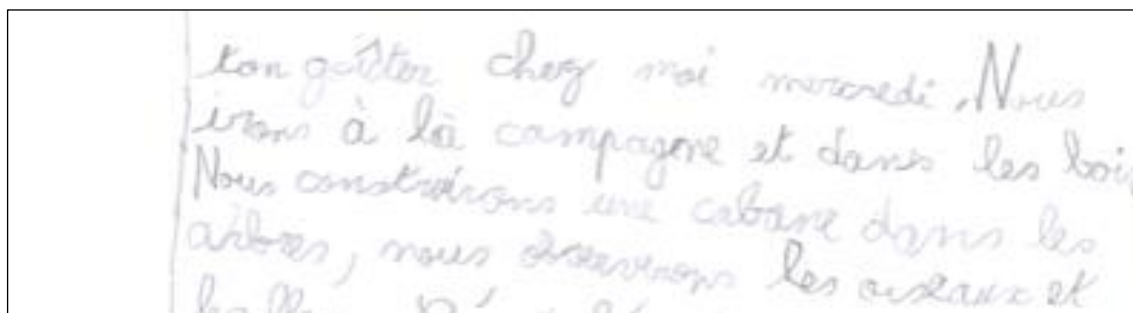 ton goûter chez moi mercredi. Nous
irons à là campagne et dans les bois
Nous construirons une cabane dans les
arbres, nous observerons les oiseaux et